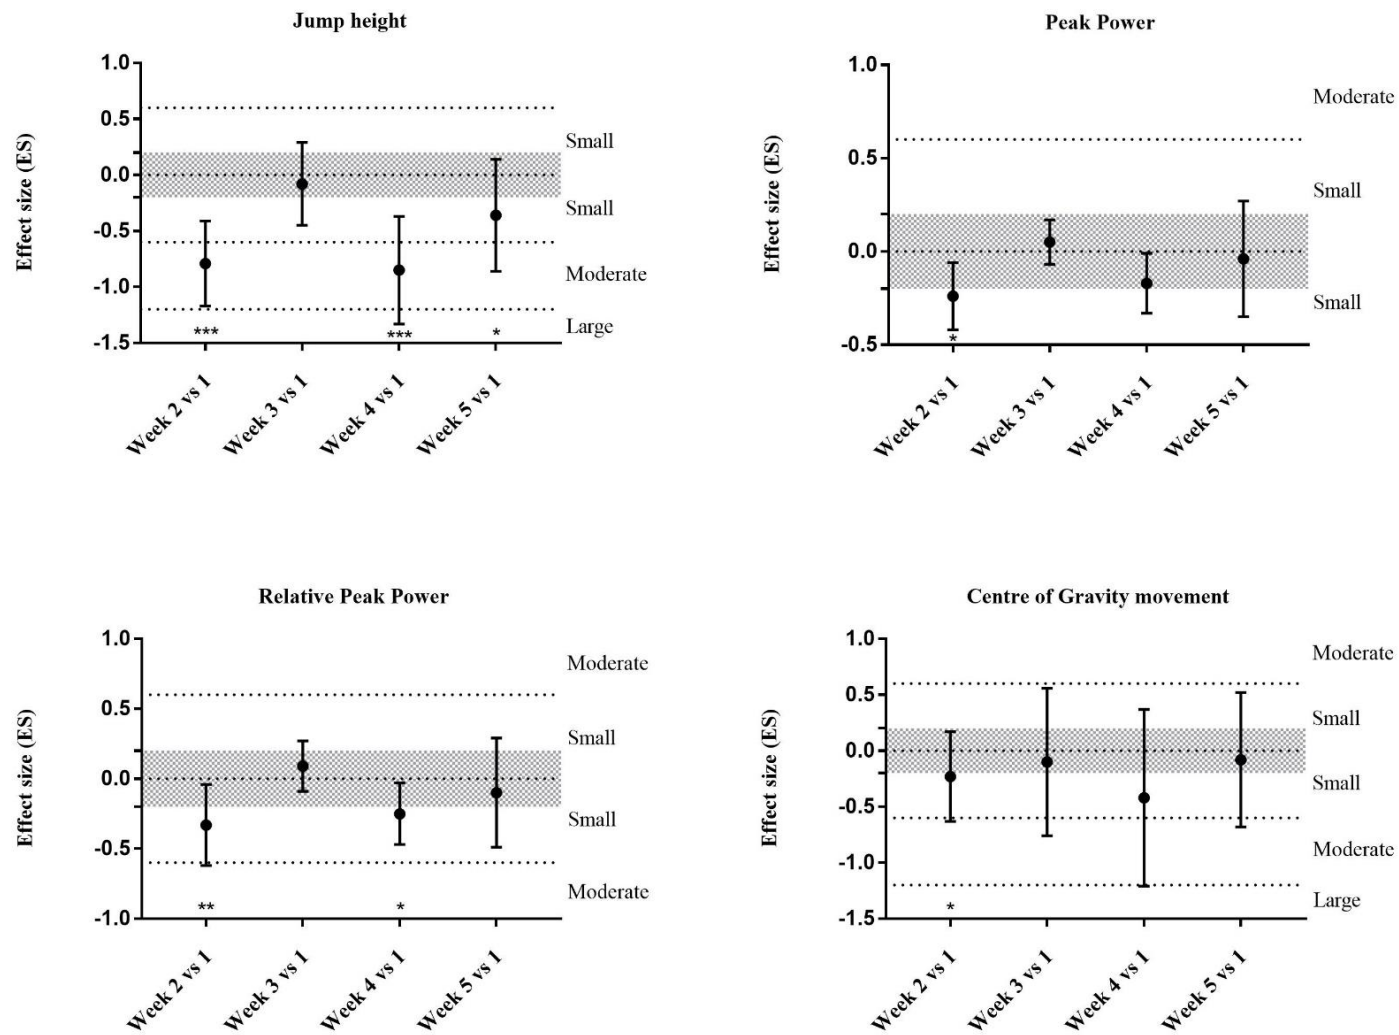 Jump height
Effect size (ES)
1.0
0.5
0.0
-0.5
-1.0
-1.5
Small
Small
Moderate
Large
***
***
*
Week 2 vs 1
Week 3 vs 1
Week 4 vs 1
Week 5 vs 1
Peak Power
Effect size (ES)
1.0
0.5
0.0
-0.5
Moderate
Small
Small
*
Week 2 vs 1
Week 3 vs 1
Week 4 vs 1
Week 5 vs 1
Relative Peak Power
Effect size (ES)
1.0
0.5
0.0
-0.5
-1.0
Moderate
Small
Small
Moderate
**
*
Week 2 vs 1
Week 3 vs 1
Week 4 vs 1
Week 5 vs 1
Centre of Gravity movement
Effect size (ES)
1.0
0.5
0.0
-0.5
-1.0
-1.5
Moderate
Small
Small
Moderate
Large
*
Week 2 vs 1
Week 3 vs 1
Week 4 vs 1
Week 5 vs 1